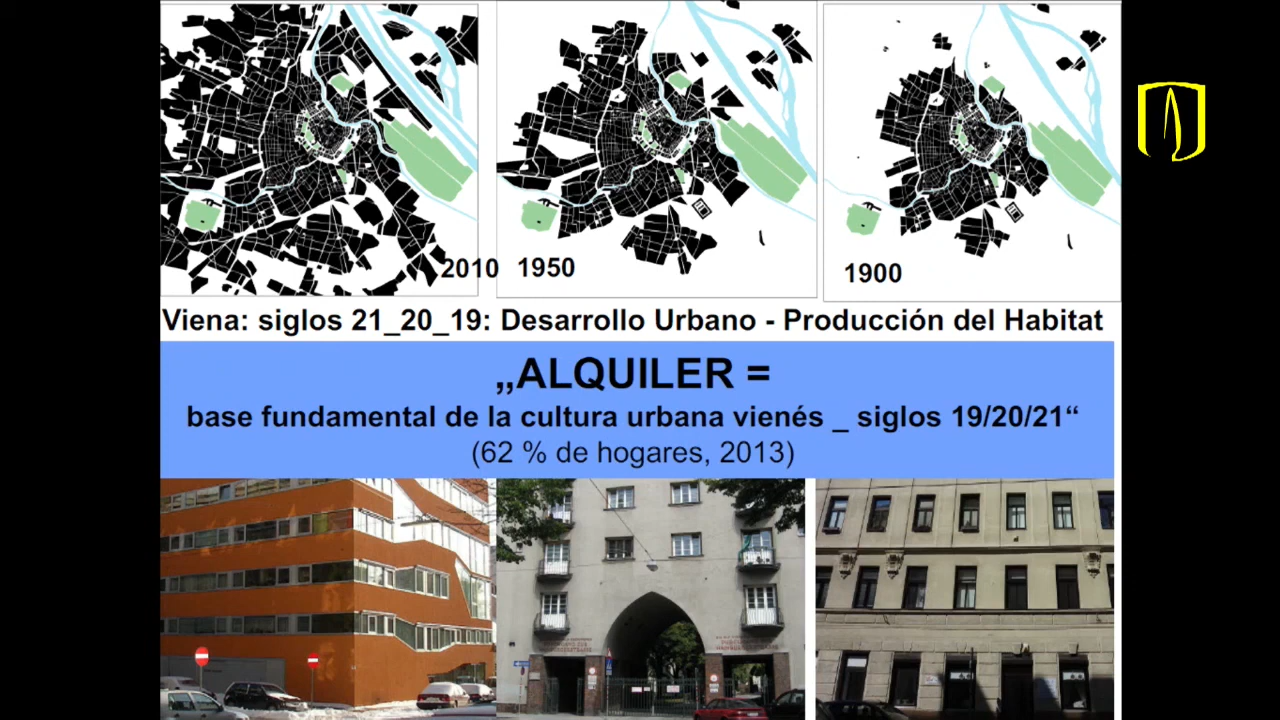 2010 1950 1900
Viena: siglos 21_20_19: Desarrollo Urbano - Producción del Habitat
„ALQUILER =
base fundamental de la cultura urbana vienés _ siglos 19/20/21“
(62 % de hogares, 2013)